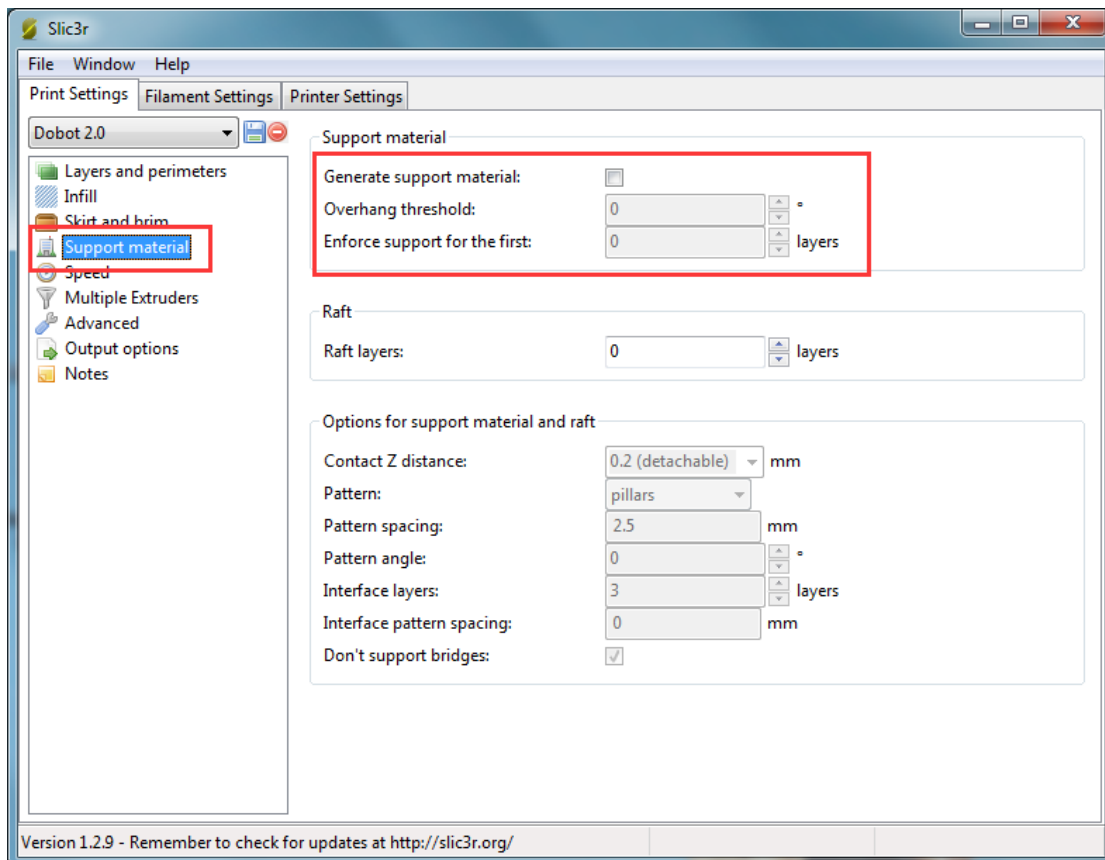 Slic3r
File Window Help
Print Settings Filament Settings Printer Settings
Dobot 2.0
Layers and perimeters
Infill
Skirt and brim
Support material
Speed
Multiple Extruders
Advanced
Output options
Notes
Support material
Generate support material:
Overhang threshold: 0 °
Enforce support for the first: 0 layers
Raft
Raft layers: 0 layers
Options for support material and raft
Contact Z distance: 0.2 (detachable) mm
Pattern: pillars
Pattern spacing: 2.5 mm
Pattern angle: 0 °
Interface layers: 3 layers
Interface pattern spacing: 0 mm
Don't support bridges:
Version 1.2.9 - Remember to check for updates at http://slic3r.org/